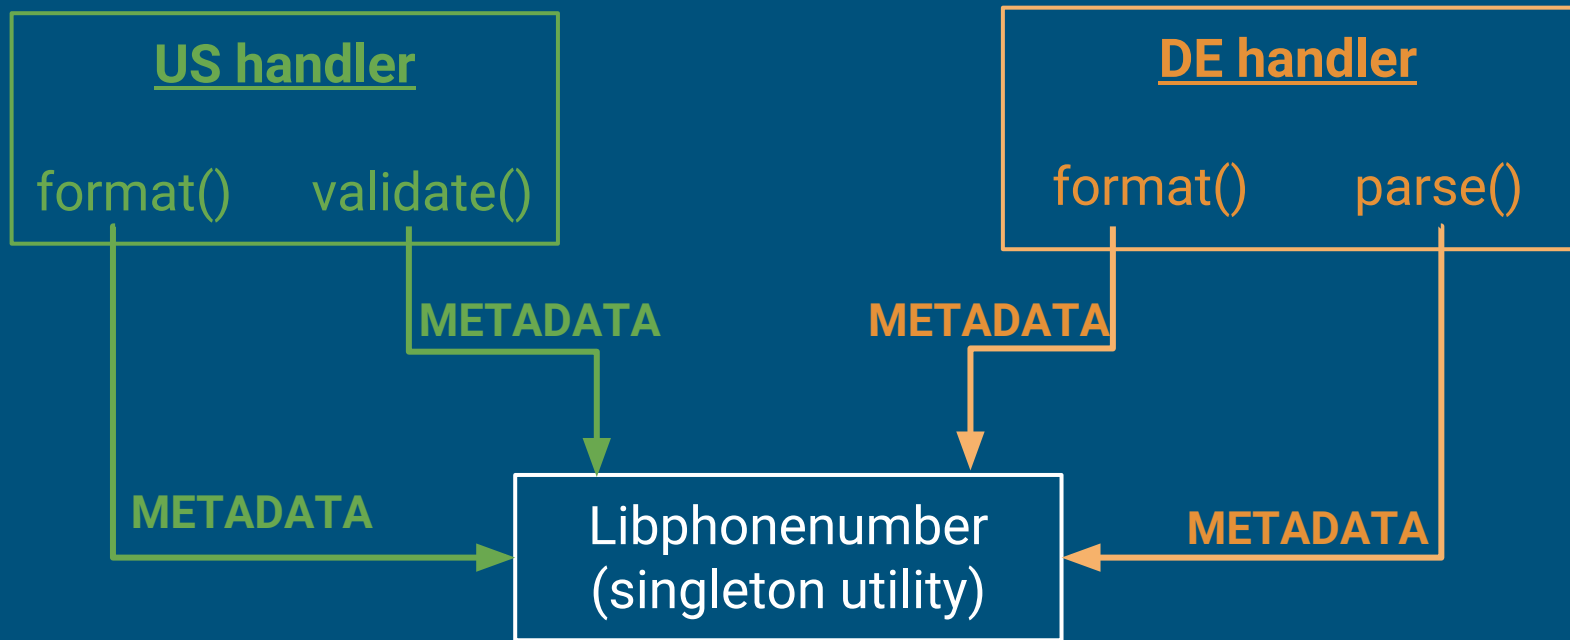 US handler
format() validate()
DE handler
format() parse()
METADATA
METADATA
METADATA
METADATA
Libphonenumber
(singleton utility)